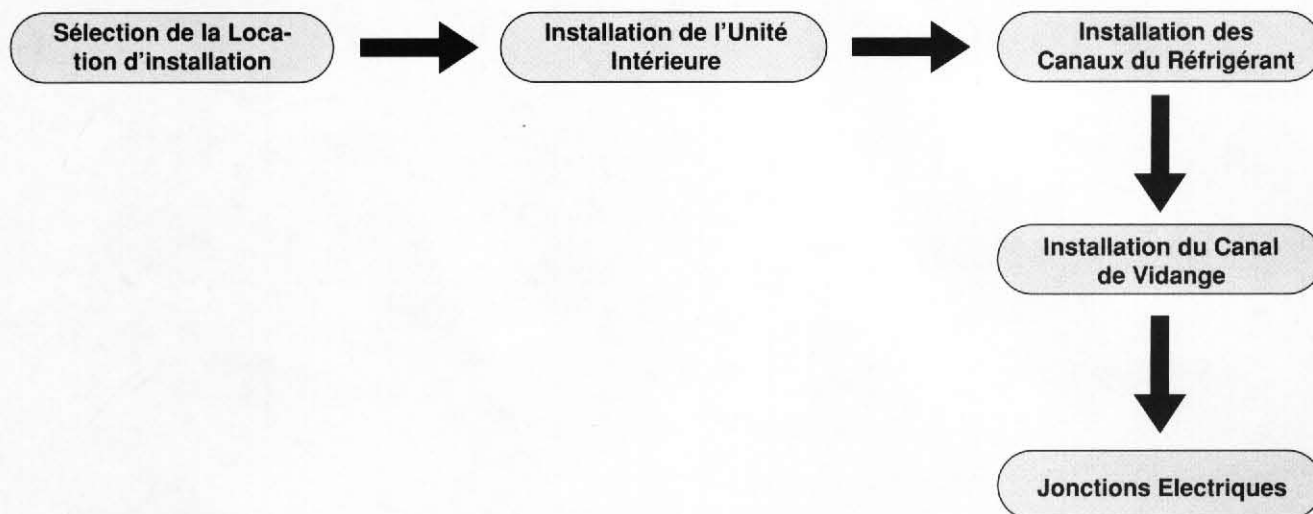 Sélection de la Loca-
tion d'installation
Installation de l'Unité
Intérieure
Installation des
Canaux du Réfrigérant
Installation du Canal
de Vidange
Jonctions Electriques